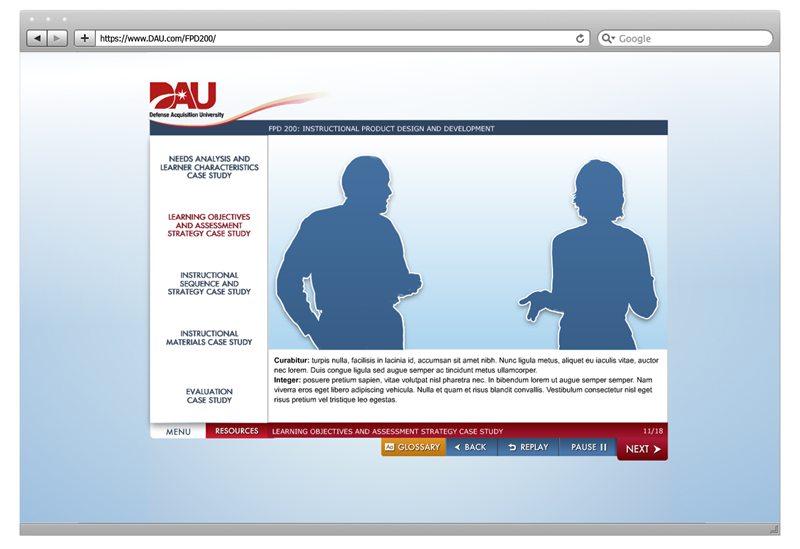 https://www.DAU.com/FPD200/
Google
DAU
Defense Acquisition University
FPD 200: INSTRUCTIONAL PRODUCT DESIGN AND DEVELOPMENT
NEEDS ANALYSIS AND
LEARNER CHARACTERISTICS
CASE STUDY
LEARNING OBJECTIVES
AND ASSESSMENT
STRATEGY CASE STUDY
INSTRUCTIONAL
SEQUENCE AND
STRATEGY CASE STUDY
INSTRUCTIONAL
MATERIALS CASE STUDY
EVALUATION
CASE STUDY
Curabitur: turpis nulla, facilisis in lacinia id, accumsan sit amet nibh. Nunc ligula metus, aliquet eu iaculis vitae, auctor
nec lorem. Duis congue ligula sed augue semper ac tincidunt metus ullamcorper.
Integer: posuere pretium sapien, vitae volutpat nisl pharetra nec. In bibendum lorem ut augue semper semper. Nam
viverra eros eget libero adipiscing vehicula. Nulla et quam et risus blandit convallis. Vestibulum consectetur nisl eget
risus pretium vel tristique leo egestas.
MENU
RESOURCES
LEARNING OBJECTIVES AND ASSESSMENT STRATEGY CASE STUDY
11/18
Aa GLOSSARY
BACK
REPLAY
PAUSE
NEXT